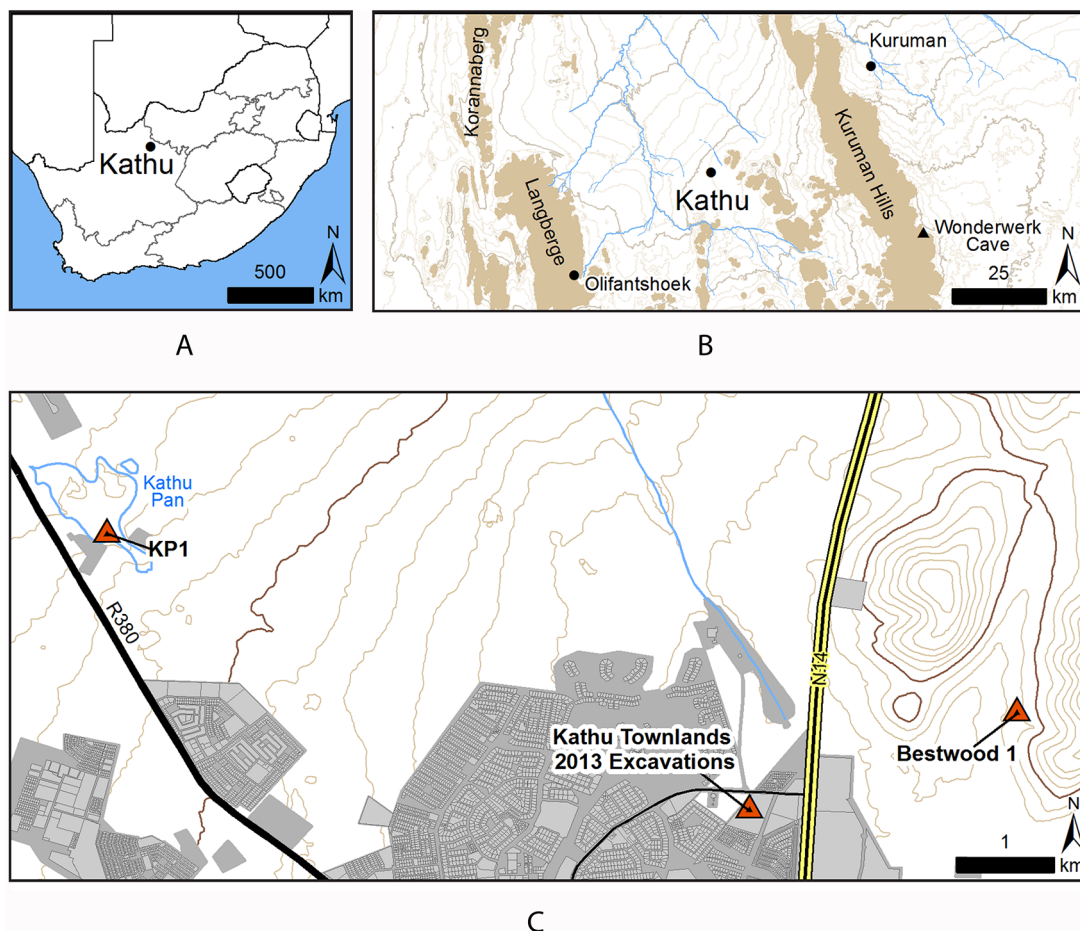 Kathu
N
500
km
A
Korannaberg
Kuruman
Langberge
Kathu
Kuruman Hills
Wonderwerk
Cave
Olifantshoek
N
25
km
B
Kathu
Pan
KP1
R380
N14
Kathu Townlands
2013 Excavations
Bestwood 1
N
1
km
C